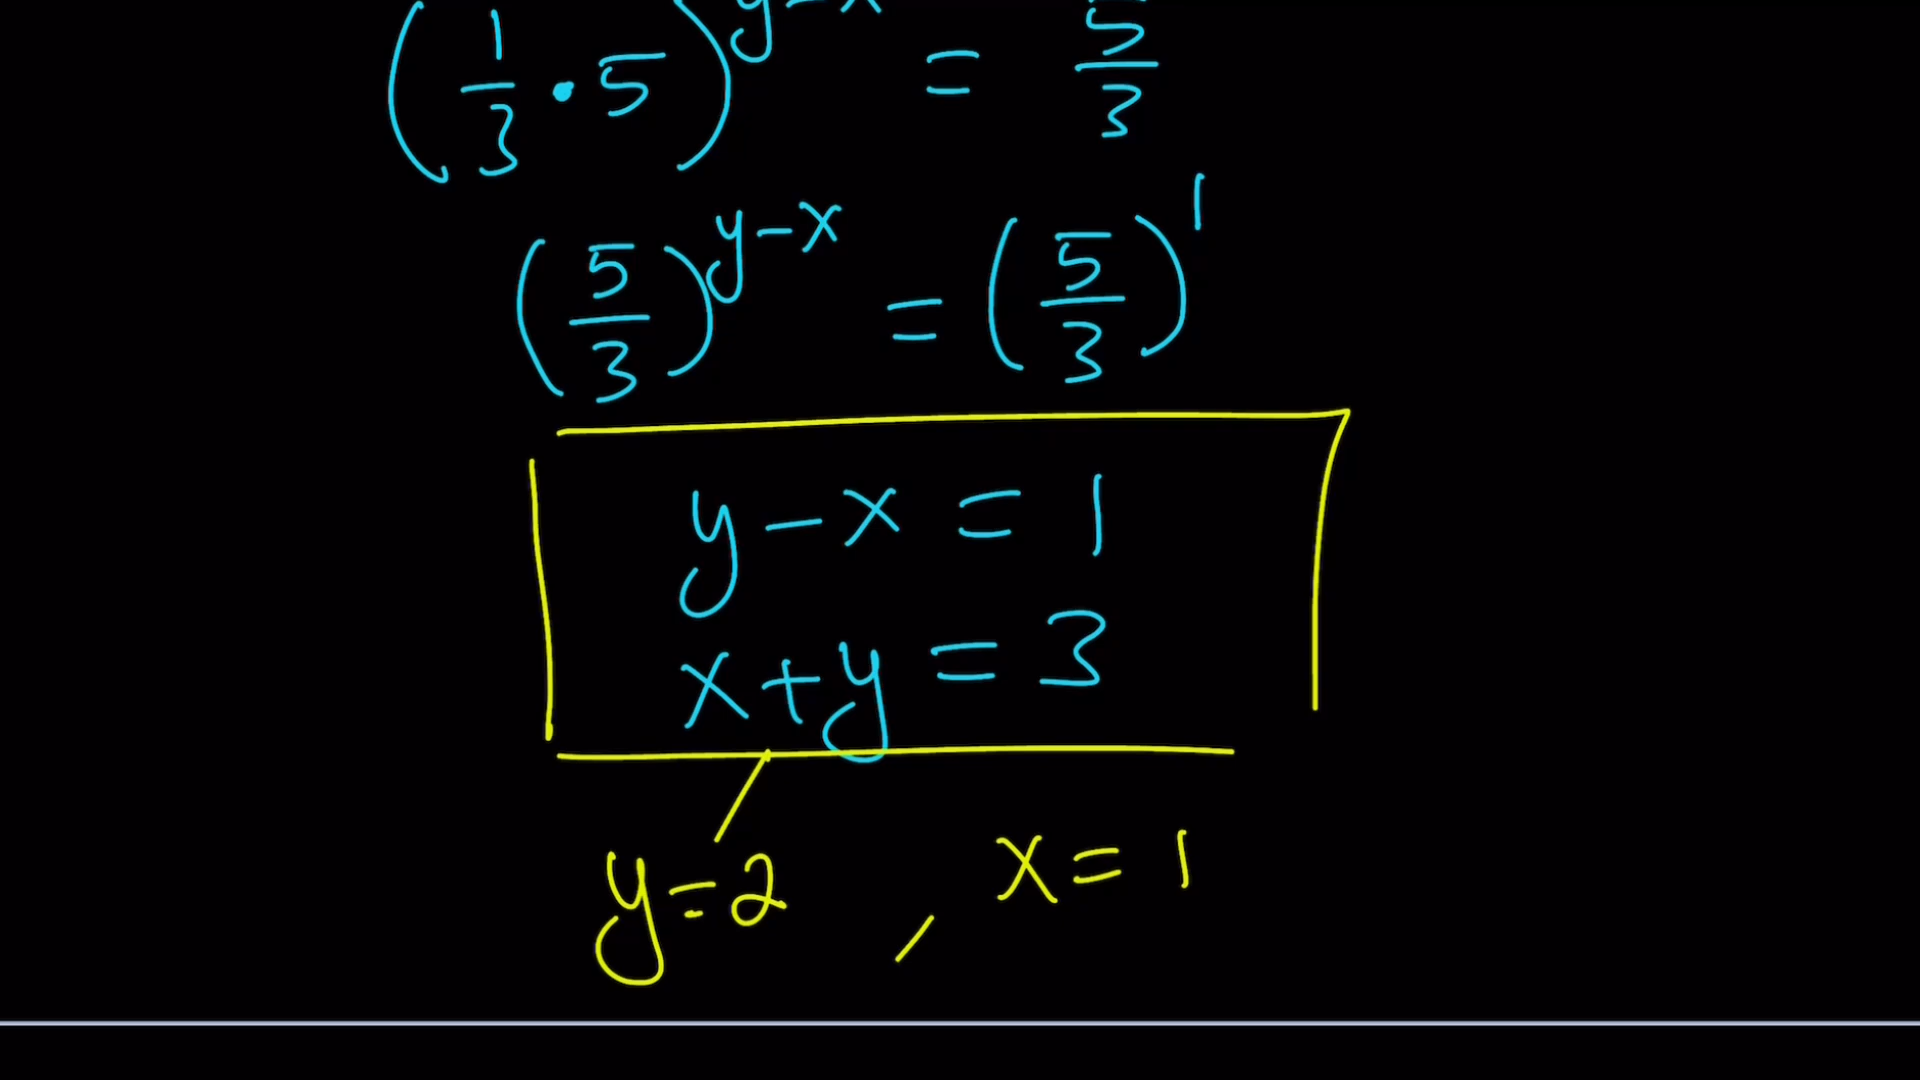 (1/3 · 5)^(y-x) = 5/3
(5/3)^(y-x) = (5/3)^1
y - x = 1
x + y = 3
y = 2 , x = 1